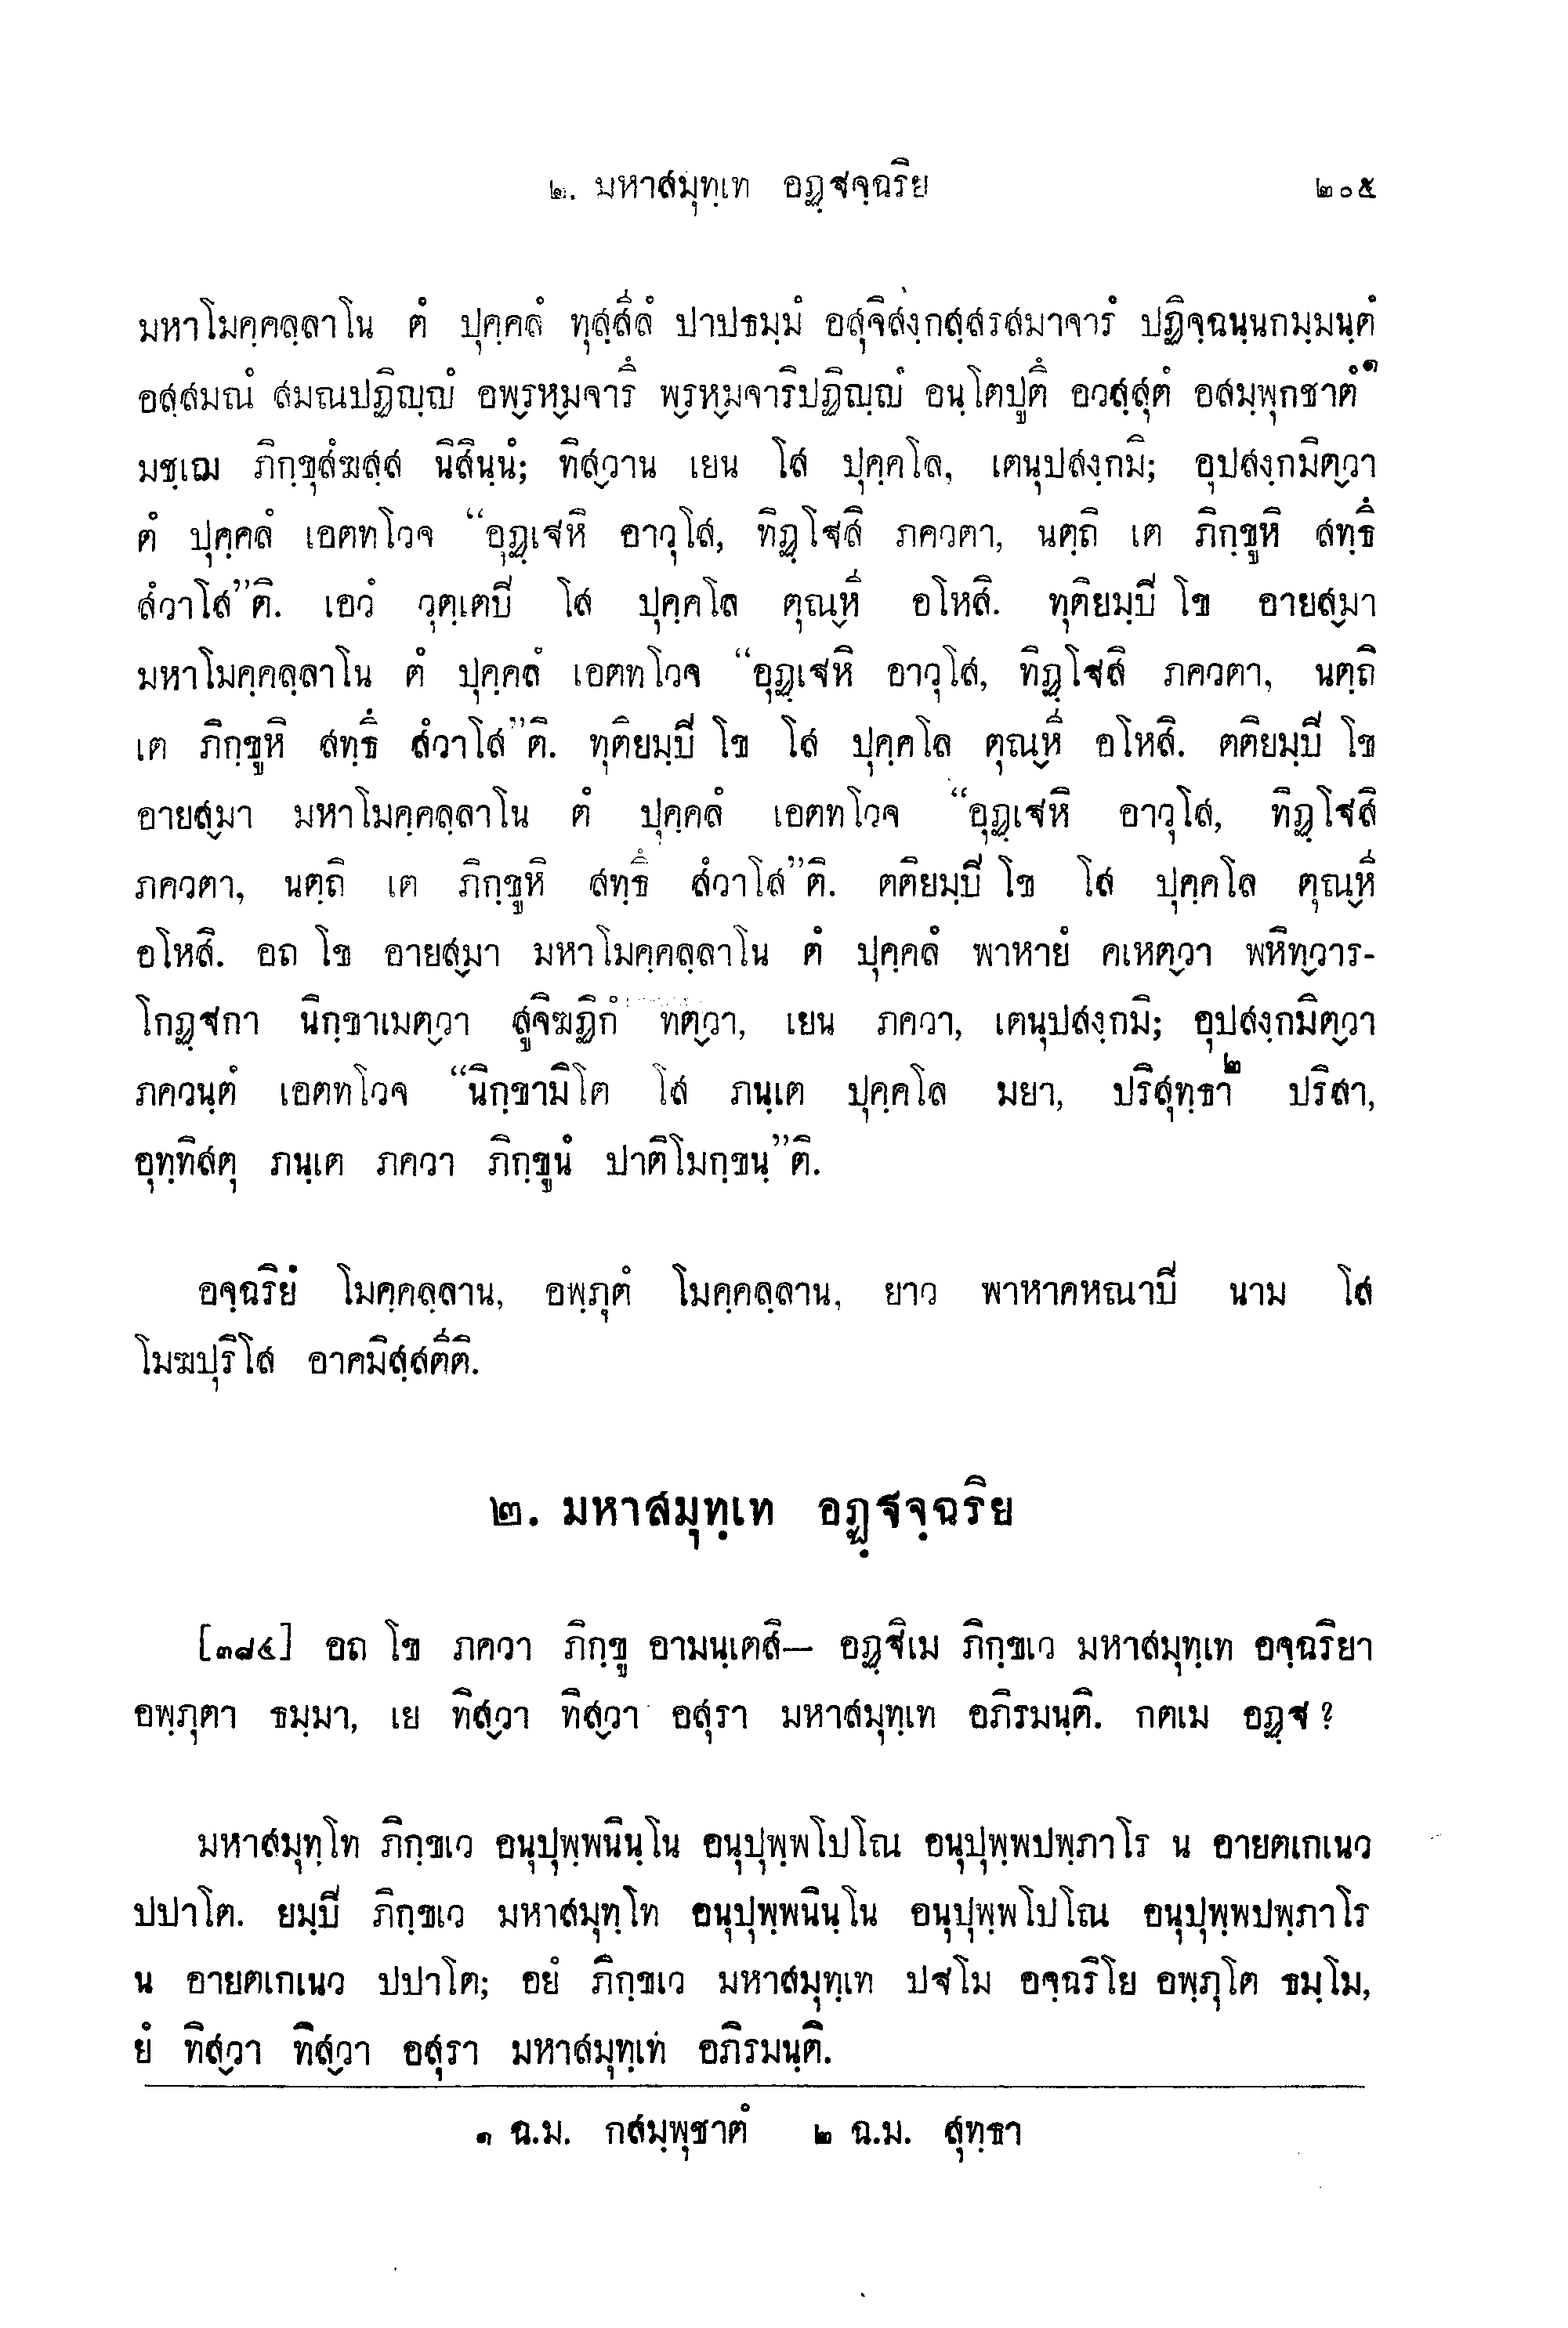 ๒. มหาสมุทฺเท อฏฺฐจฺฉริย ๒๐๕
มหาโมคฺคลฺลาโน ตํ ปุคฺคลํ ทุสฺสีลํ ปาปธมฺมํ อสุจิสงฺกสฺสรสมาจารํ ปฏิจฺฉนฺนกมฺมนฺตํ
อสฺสมณํ สมณปฏิญฺญํ อพฺรหฺมจารึ พฺรหฺมจาริปฏิญฺญํ อนฺโตปูตึ อวสฺสุตํ อสมฺพุกชาตํ๑
มชฺเฌ ภิกฺขุสํฆสฺส นิสินฺนํ; ทิสฺวาน เยน โส ปุคฺคโล, เตนุปสงฺกมิ; อุปสงฺกมิตฺวา
ตํ ปุคฺคลํ เอตทโวจ “อุฏฺเฐหิ อาวุโส, ทิฏฺโฐสิ ภควตา, นตฺถิ เต ภิกฺขูหิ สทฺธึ
สํวาโส”ติ. เอวํ วุตฺเตปี โส ปุคฺคโล ตุณฺหี อโหสิ. ทุติยมฺปี โข อายสฺมา
มหาโมคฺคลฺลาโน ตํ ปุคฺคลํ เอตทโวจ “อุฏฺเฐหิ อาวุโส, ทิฏฺโฐสิ ภควตา, นตฺถิ
เต ภิกฺขูหิ สทฺธึ สํวาโส”ติ. ทุติยมฺปี โข โส ปุคฺคโล ตุณฺหี อโหสิ. ตติยมฺปี โข
อายสฺมา มหาโมคฺคลฺลาโน ตํ ปุคฺคลํ เอตทโวจ “อุฏฺเฐหิ อาวุโส, ทิฏฺโฐสิ
ภควตา, นตฺถิ เต ภิกฺขูหิ สทฺธึ สํวาโส”ติ. ตติยมฺปี โข โส ปุคฺคโล ตุณฺหี
อโหสิ. อถ โข อายสฺมา มหาโมคฺคลฺลาโน ตํ ปุคฺคลํ พาหายํ คเหตฺวา พหิทฺวาร-
โกฏฺฐกา นิกฺขาเมตฺวา สูจิฆฏิกํ ทตฺวา, เยน ภควา, เตนุปสงฺกมิ; อุปสงฺกมิตฺวา
ภควนฺตํ เอตทโวจ “นิกฺขามิโต โส ภนฺเต ปุคฺคโล มยา, ปริสุทฺธา๒ ปริสา,
อุทฺทิสตุ ภนฺเต ภควา ภิกฺขูนํ ปาติโมกฺขนฺ”ติ.
อจฺฉริยํ โมคฺคลฺลาน, อพฺภุตํ โมคฺคลฺลาน, ยาว พาหาคหณาปี นาม โส
โมฆปุริโส อาคมิสฺสตีติ.
๒. มหาสมุทฺเท อฏฺฐจฺฉริย
[๓๘๔] อถ โข ภควา ภิกฺขู อามนฺเตสิ— อฏฺฐิเม ภิกฺขเว มหาสมุทฺเท อจฺฉริยา
อพฺภุตา ธมฺมา, เย ทิสฺวา ทิสฺวา อสุรา มหาสมุทฺเท อภิรมนฺติ. กตเม อฏฺฐ ?
มหาสมุทฺโท ภิกฺขเว อนุปุพฺพนินฺโน อนุปุพฺพโปโณ อนุปุพฺพปพฺภาโร น อายตเกเนว
ปปาโต. ยมฺปี ภิกฺขเว มหาสมุทฺโท อนุปุพฺพนินฺโน อนุปุพฺพโปโณ อนุปุพฺพปพฺภาโร
น อายตเกเนว ปปาโต; อยํ ภิกฺขเว มหาสมุทฺเท ปฐโม อจฺฉริโย อพฺภุโต ธมฺโม,
ยํ ทิสฺวา ทิสฺวา อสุรา มหาสมุทฺเท อภิรมนฺติ.
๑ ฉ.ม. กสมฺพุชาตํ ๒ ฉ.ม. สุทฺธา